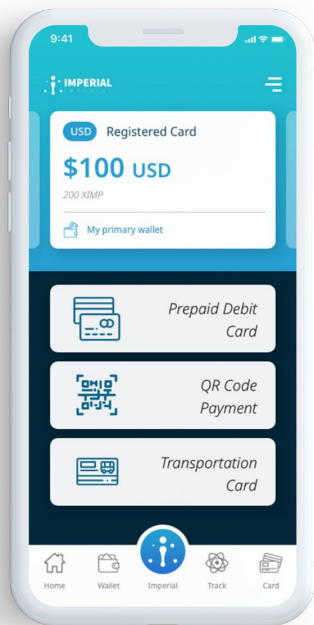 9:41
IMPERIAL
USD Registered Card
$100 USD
200 XIMP
My primary wallet
Prepaid Debit
Card
QR Code
Payment
Transportation
Card
Home Wallet Imperial Track Card